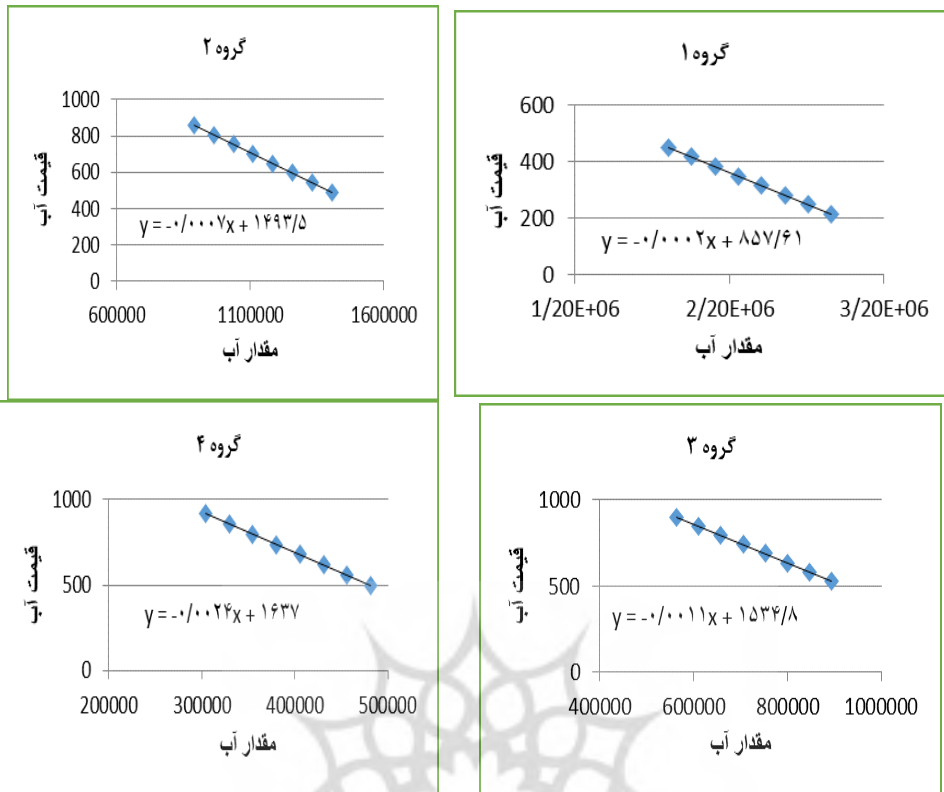 گروه ۱
600
400
200
0
قیمت آب
y = -۰/۰۰۰۲x + ۸۵۷/۶۱
1/20E+06 2/20E+06 3/20E+06
مقدار آب
گروه ۲
1000
800
600
400
200
0
قیمت آب
y = -۰/۰۰۰۷x + ۱۴۹۳/۵
600000 1100000 1600000
مقدار آب
گروه ۳
1000
500
0
قیمت آب
y = -۰/۰۰۱۱x + ۱۵۳۴/۸
400000 600000 800000 1000000
مقدار آب
گروه ۴
1000
500
0
قیمت آب
y = -۰/۰۰۲۴x + ۱۶۳۷
200000 300000 400000 500000
مقدار آب